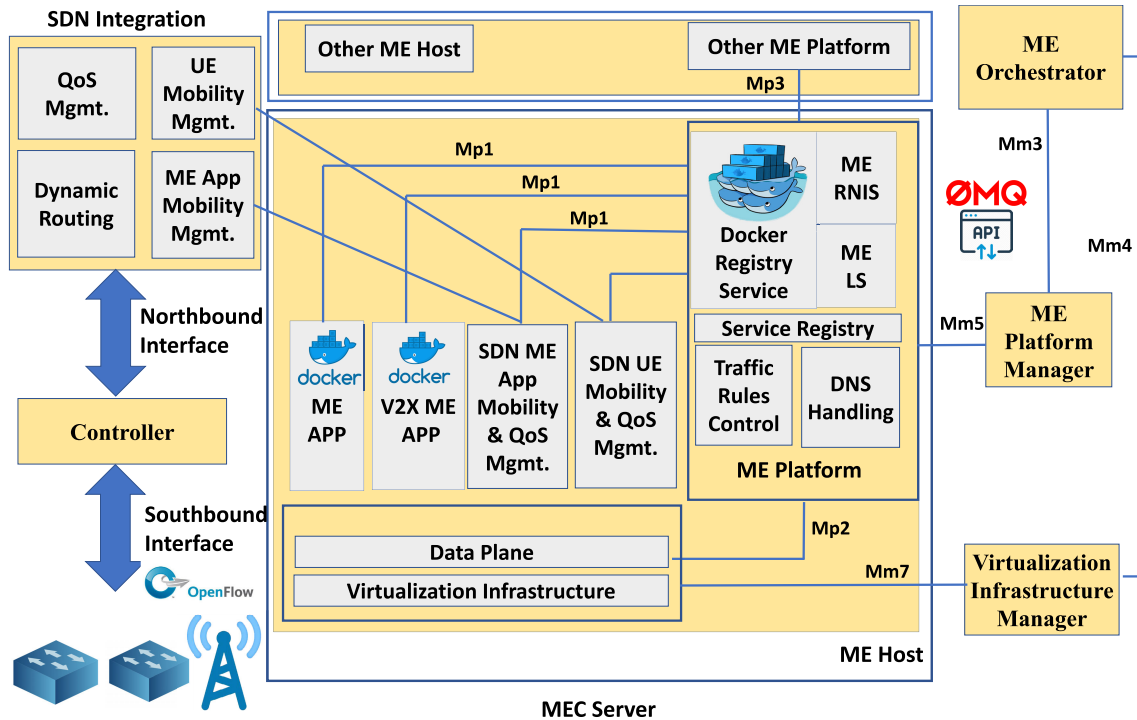 SDN Integration
QoS
Mgmt.
UE
Mobility
Mgmt.
Dynamic
Routing
ME App
Mobility
Mgmt.
Northbound
Interface
Controller
Southbound
Interface
OpenFlow
Other ME Host
Other ME Platform
Mp3
Mp1
Mp1
Mp1
Docker
Registry
Service
ME
RNIS
ME
LS
Service Registry
Traffic
Rules
Control
DNS
Handling
ME Platform
docker
ME
APP
docker
V2X ME
APP
SDN ME
App
Mobility
& QoS
Mgmt.
SDN UE
Mobility
& QoS
Mgmt.
Mp2
Data Plane
Virtualization Infrastructure
Mm7
ME Host
MEC Server
ME
Orchestrator
Mm3
ØMQ
API
Mm4
Mm5
ME
Platform
Manager
Virtualization
Infrastructure
Manager